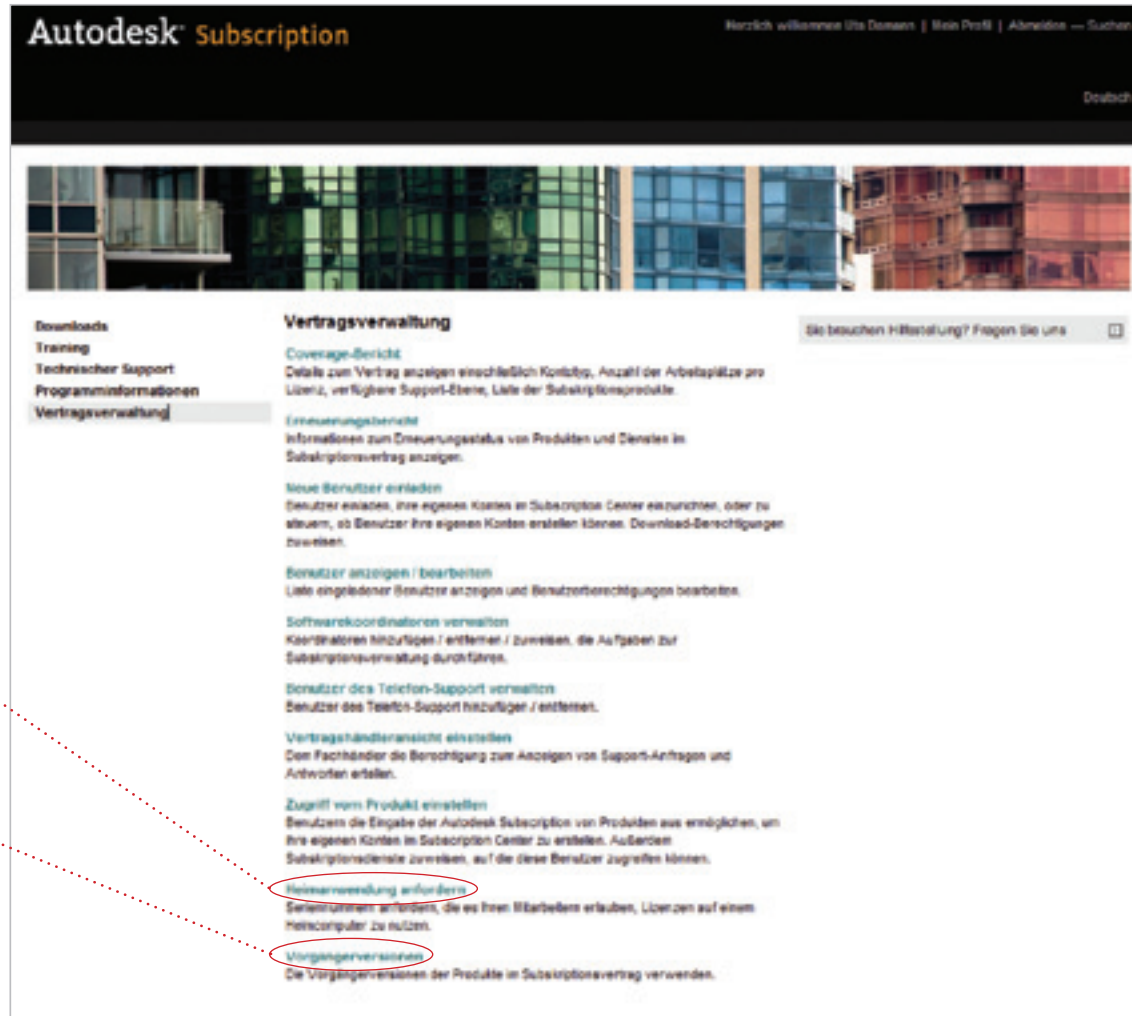 Autodesk Subscription
Herzlich willkommen Uta Domann | Mein Profil | Abmelden — Suchen
Deutsch
Downloads
Training
Technischer Support
Programminformationen
Vertragsverwaltung
Vertragsverwaltung
Sie brauchen Hilfestellung? Fragen Sie uns
Coverage-Bericht
Details zum Vertrag anzeigen einschließlich Kontotyp, Anzahl der Arbeitsplätze pro
Lizenz, verfügbare Support-Ebene, Liste der Subskriptionsprodukte.
Erneuerungsbericht
Informationen zum Erneuerungsstatus von Produkten und Diensten im
Subskriptionsvertrag anzeigen.
Neue Benutzer einladen
Benutzer einladen, ihre eigenen Konten im Subscription Center einzurichten, oder zu
steuern, ob Benutzer ihre eigenen Konten erstellen können. Download-Berechtigungen
zuweisen.
Benutzer anzeigen / bearbeiten
Liste eingeladener Benutzer anzeigen und Benutzerberechtigungen bearbeiten.
Softwarekoordinatoren verwalten
Koordinatoren hinzufügen / entfernen / zuweisen, die Aufgaben zur
Subskriptionsverwaltung durchführen.
Benutzer des Telefon-Support verwalten
Benutzer des Telefon-Support hinzufügen / entfernen.
Vertragshändleransicht einstellen
Dem Fachhändler die Berechtigung zum Anzeigen von Support-Anfragen und
Antworten erteilen.
Zugriff vom Produkt einstellen
Benutzern die Eingabe der Autodesk Subscription von Produkten aus ermöglichen, um
ihre eigenen Konten im Subscription Center zu erstellen. Außerdem
Subskriptionsdienste zuweisen, auf die diese Benutzer zugreifen können.
Heimanwendung anfordern
Seriennummern anfordern, die es Ihren Mitarbeitern erlauben, Lizenzen auf einem
Heimcomputer zu nutzen.
Vorgängerversionen
Die Vorgängerversionen der Produkte im Subskriptionsvertrag verwenden.